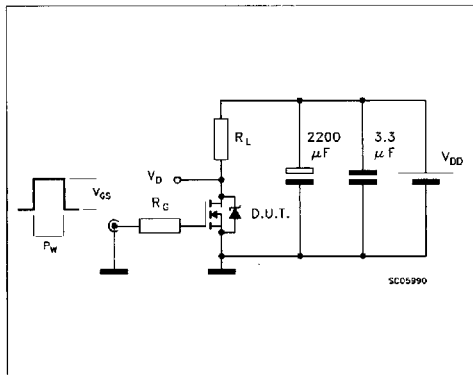 R_L
2200
µF
3.3
µF
V_DD
V_D
V_GS
R_G
D.U.T.
P_W
SC05990